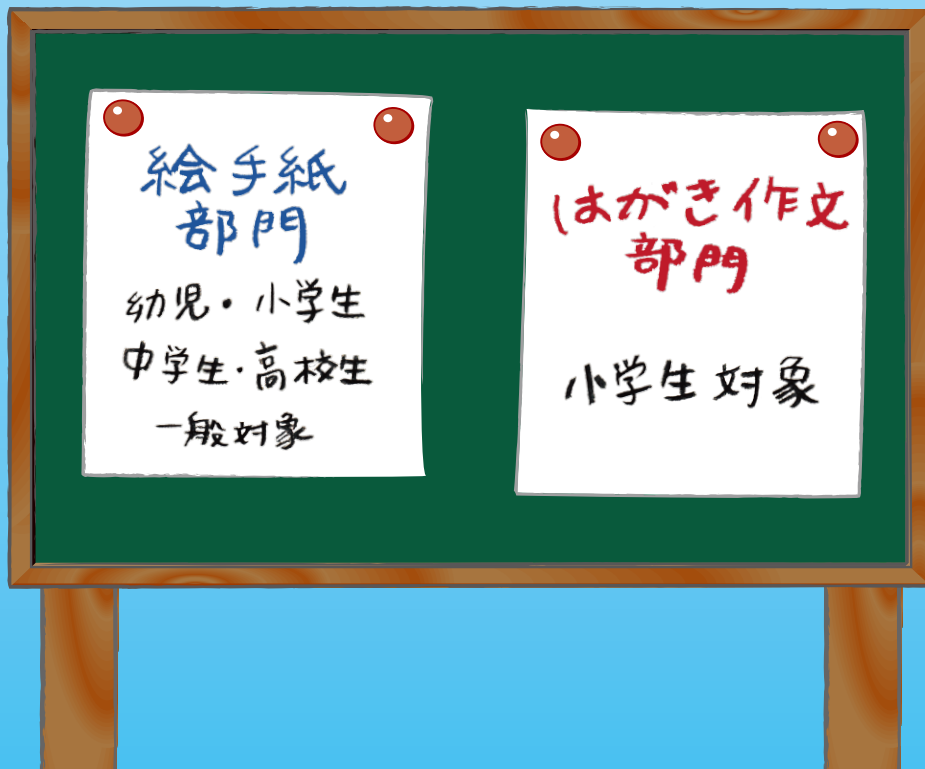 絵手紙
部門
幼児・小学生
中学生・高校生
一般対象
はがき作文
部門
小学生対象